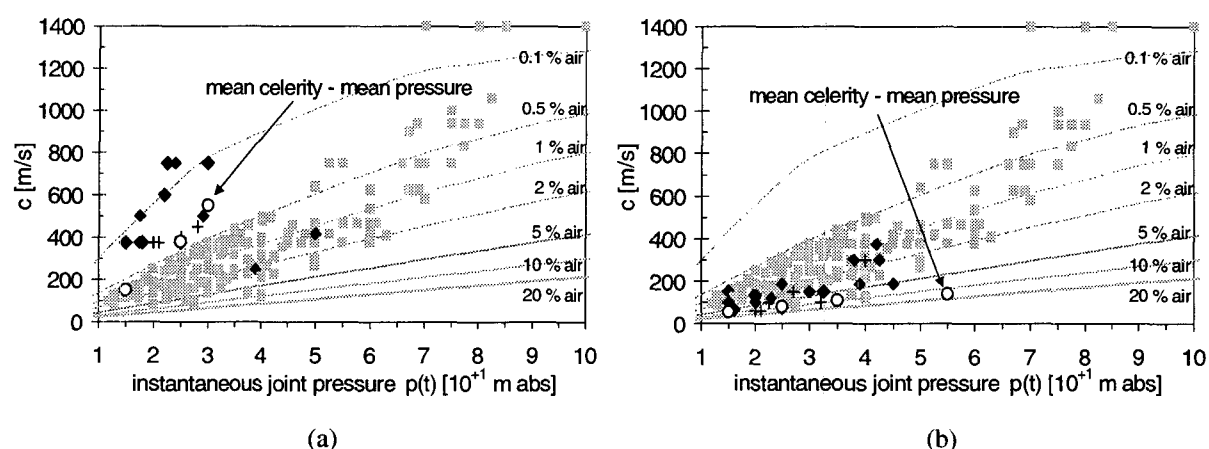 1400
1200
1000
800
600
400
200
0
c [m/s]
1 2 3 4 5 6 7 8 9 10
instantaneous joint pressure p(t) [10⁺¹ m abs]
mean celerity - mean pressure
0.1 % air
0.5 % air
1 % air
2 % air
5 % air
10 % air
20 % air
(a)
1400
1200
1000
800
600
400
200
0
c [m/s]
1 2 3 4 5 6 7 8 9 10
instantaneous joint pressure p(t) [10⁺¹ m abs]
mean celerity - mean pressure
0.1 % air
0.5 % air
1 % air
2 % air
5 % air
10 % air
20 % air
(b)